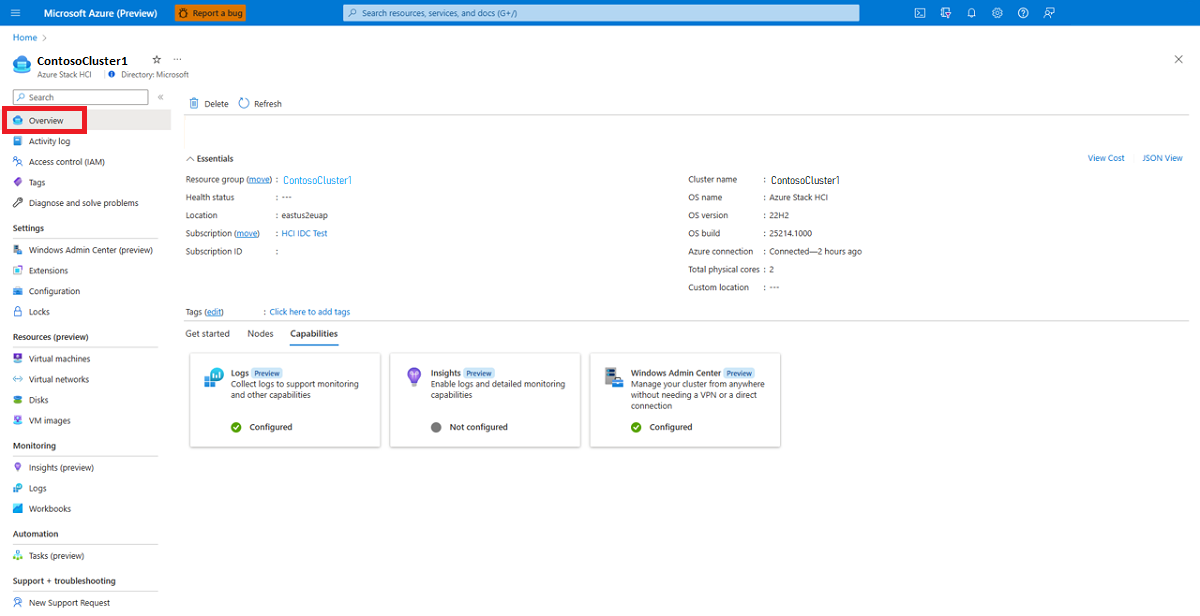 Microsoft Azure (Preview)
Report a bug
Search resources, services, and docs (G+/)
Home
ContosoCluster1
Azure Stack HCI
Directory: Microsoft
Search
Overview
Activity log
Access control (IAM)
Tags
Diagnose and solve problems
Settings
Windows Admin Center (preview)
Extensions
Configuration
Locks
Resources (preview)
Virtual machines
Virtual networks
Disks
VM images
Monitoring
Insights (preview)
Logs
Workbooks
Automation
Tasks (preview)
Support + troubleshooting
New Support Request
Delete
Refresh
Essentials
View Cost
JSON View
Resource group (move) : ContosoCluster1
Health status : ---
Location : eastus2euap
Subscription (move) : HCI IDC Test
Subscription ID :
Cluster name : ContosoCluster1
OS name : Azure Stack HCI
OS version : 22H2
OS build : 25214.1000
Azure connection : Connected—2 hours ago
Total physical cores : 2
Custom location : ---
Tags (edit) : Click here to add tags
Get started
Nodes
Capabilities
Logs Preview
Collect logs to support monitoring
and other capabilities
Configured
Insights Preview
Enable logs and detailed monitoring
capabilities
Not configured
Windows Admin Center Preview
Manage your cluster from anywhere
without needing a VPN or a direct
connection
Configured